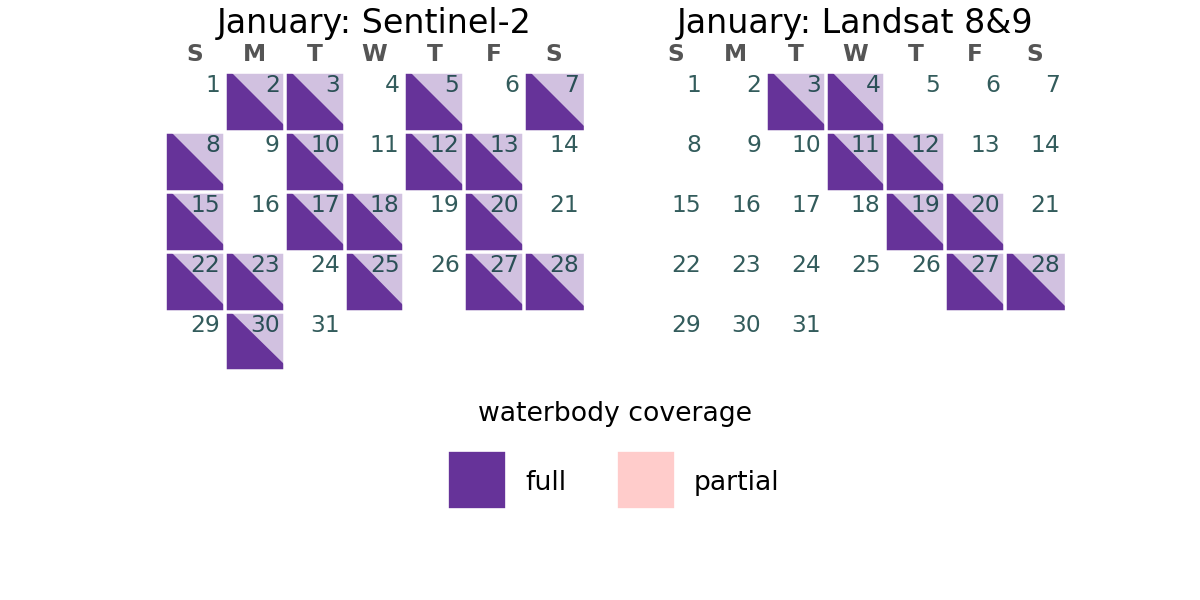 January: Sentinel-2
S M T W T F S
1 2 3 4 5 6 7
8 9 10 11 12 13 14
15 16 17 18 19 20 21
22 23 24 25 26 27 28
29 30 31
January: Landsat 8&9
S M T W T F S
1 2 3 4 5 6 7
8 9 10 11 12 13 14
15 16 17 18 19 20 21
22 23 24 25 26 27 28
29 30 31
waterbody coverage
full partial